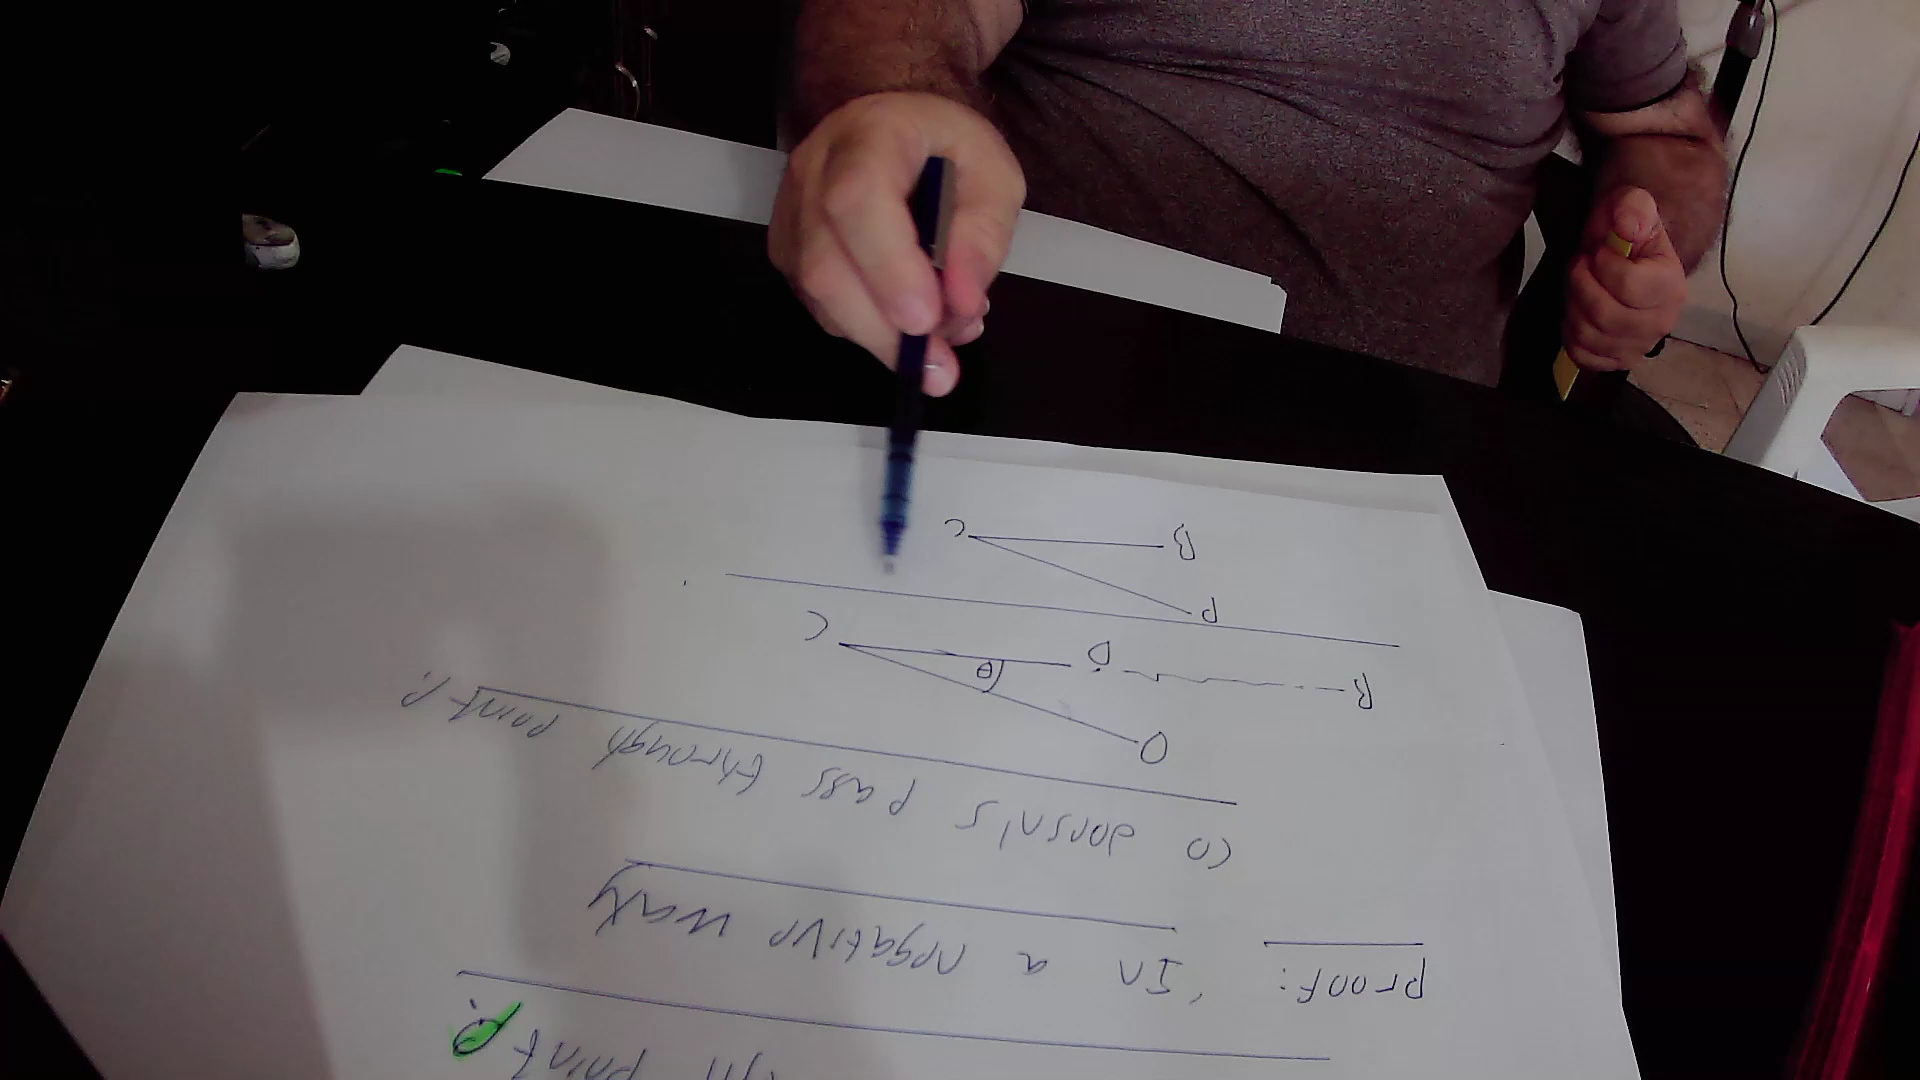 point P.
proof: In a negative way
CO doesn's pass through point P.
O
B D θ C
P
B C